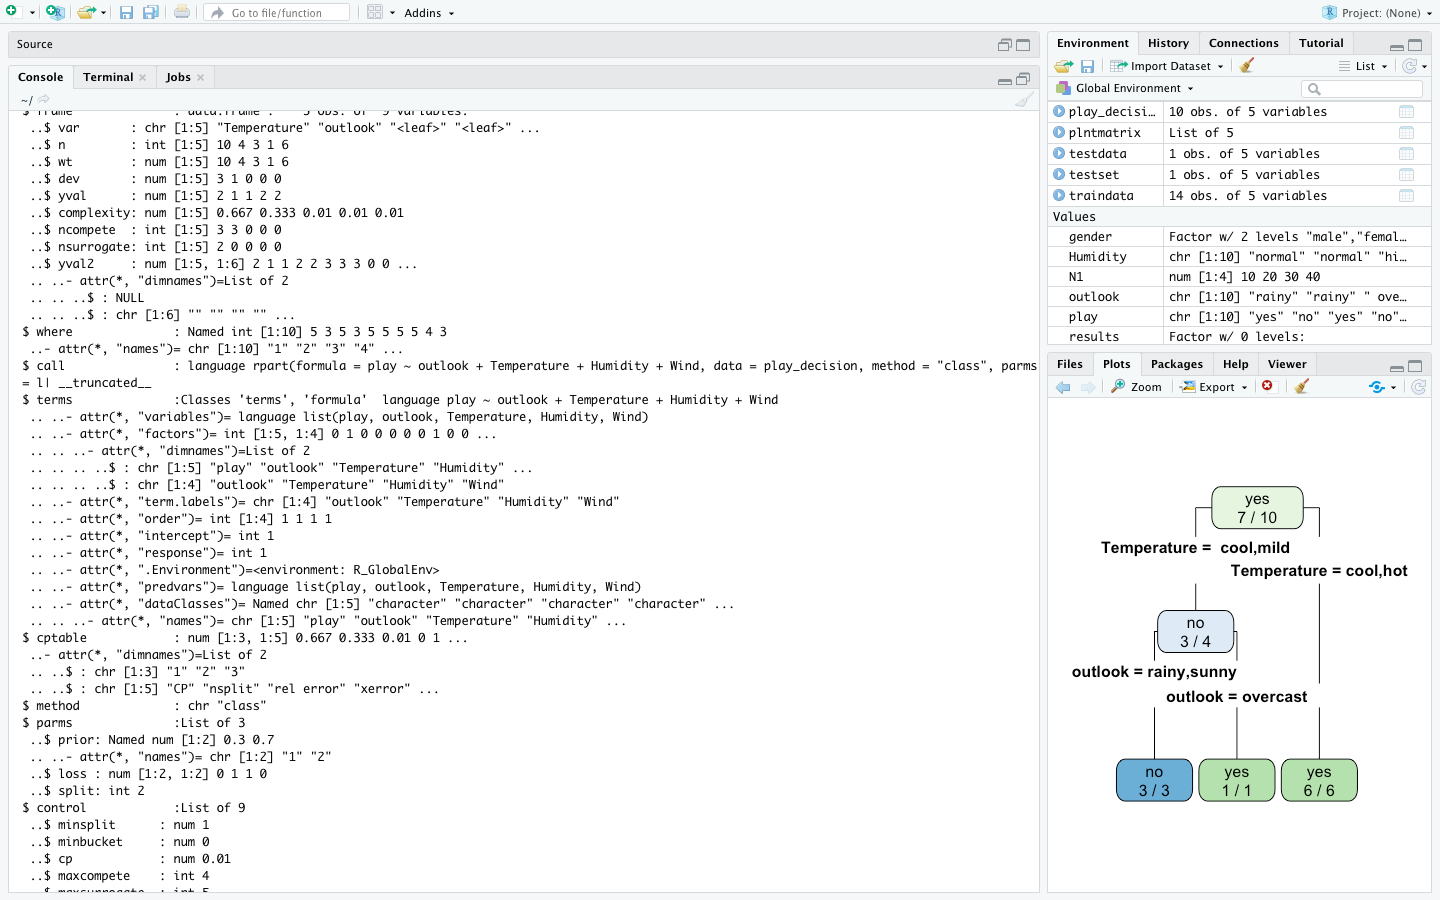 Go to file/function
Addins
Project: (None)
Source
Console
Terminal
Jobs
~/
$ frame : 'data.frame': 5 obs. of 9 variables:
..$ var : chr [1:5] "Temperature" "outlook" "<leaf>" "<leaf>" ...
..$ n : int [1:5] 10 4 3 1 6
..$ wt : num [1:5] 10 4 3 1 6
..$ dev : num [1:5] 3 1 0 0 0
..$ yval : num [1:5] 2 1 1 2 2
..$ complexity: num [1:5] 0.667 0.333 0.01 0.01 0.01
..$ ncompete : int [1:5] 3 3 0 0 0
..$ nsurrogate: int [1:5] 2 0 0 0 0
..$ yval2 : num [1:5, 1:6] 2 1 1 2 2 3 3 3 0 0 ...
.. ..- attr(*, "dimnames")=List of 2
.. .. ..$ : NULL
.. .. ..$ : chr [1:6] "" "" "" "" ...
$ where : Named int [1:10] 5 3 5 3 5 5 5 5 4 3
..- attr(*, "names")= chr [1:10] "1" "2" "3" "4" ...
$ call : language rpart(formula = play ~ outlook + Temperature + Humidity + Wind, data = play_decision, method = "class", parms
= l| __truncated__
$ terms :Classes 'terms', 'formula' language play ~ outlook + Temperature + Humidity + Wind
.. ..- attr(*, "variables")= language list(play, outlook, Temperature, Humidity, Wind)
.. ..- attr(*, "factors")= int [1:5, 1:4] 0 1 0 0 0 0 0 1 0 0 ...
.. .. ..- attr(*, "dimnames")=List of 2
.. .. .. ..$ : chr [1:5] "play" "outlook" "Temperature" "Humidity" ...
.. .. .. ..$ : chr [1:4] "outlook" "Temperature" "Humidity" "Wind"
.. ..- attr(*, "term.labels")= chr [1:4] "outlook" "Temperature" "Humidity" "Wind"
.. ..- attr(*, "order")= int [1:4] 1 1 1 1
.. ..- attr(*, "intercept")= int 1
.. ..- attr(*, "response")= int 1
.. ..- attr(*, ".Environment")=<environment: R_GlobalEnv>
.. ..- attr(*, "predvars")= language list(play, outlook, Temperature, Humidity, Wind)
.. ..- attr(*, "dataClasses")= Named chr [1:5] "character" "character" "character" "character" ...
.. .. ..- attr(*, "names")= chr [1:5] "play" "outlook" "Temperature" "Humidity" ...
$ cptable : num [1:3, 1:5] 0.667 0.333 0.01 0 1 ...
..- attr(*, "dimnames")=List of 2
.. ..$ : chr [1:3] "1" "2" "3"
.. ..$ : chr [1:5] "CP" "nsplit" "rel error" "xerror" ...
$ method : chr "class"
$ parms :List of 3
..$ prior: Named num [1:2] 0.3 0.7
.. ..- attr(*, "names")= chr [1:2] "1" "2"
..$ loss : num [1:2, 1:2] 0 1 1 0
..$ split: int 2
$ control :List of 9
..$ minsplit : num 1
..$ minbucket : num 0
..$ cp : num 0.01
..$ maxcompete : int 4
..$ maxsurrogate : int 5
Environment
History
Connections
Tutorial
Import Dataset
List
Global Environment
play_decisi... 10 obs. of 5 variables
plntmatrix List of 5
testdata 1 obs. of 5 variables
testset 1 obs. of 5 variables
traindata 14 obs. of 5 variables
Values
gender Factor w/ 2 levels "male","femal...
Humidity chr [1:10] "normal" "normal" "hi...
N1 num [1:4] 10 20 30 40
outlook chr [1:10] "rainy" "rainy" " ove...
play chr [1:10] "yes" "no" "yes" "no"...
results Factor w/ 0 levels:
Files
Plots
Packages
Help
Viewer
Zoom
Export
yes
7 / 10
Temperature = cool,mild
Temperature = cool,hot
no
3 / 4
outlook = rainy,sunny
outlook = overcast
no
3 / 3
yes
1 / 1
yes
6 / 6